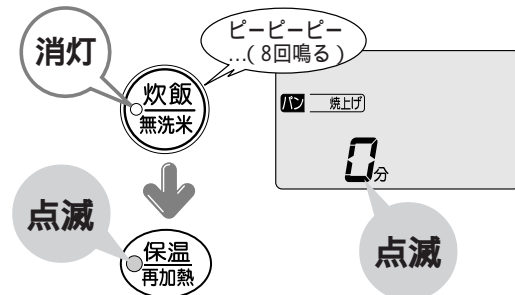 消灯
ピーピーピー
…(8回鳴る)
炊飯
無洗米
パン 焼上げ
0分
点滅
保温
再加熱
点滅